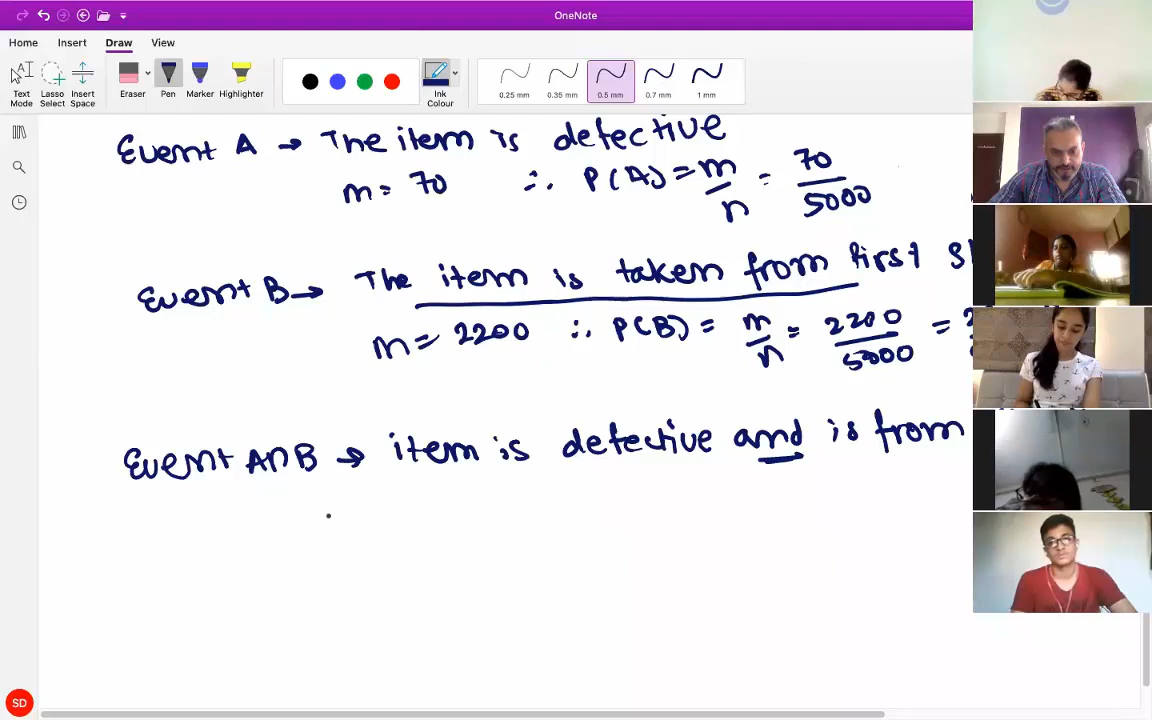 OneNote
Home Insert Draw View
Text Mode Lasso Select Insert Space Eraser Pen Marker Highlighter Ink Colour 0.25 mm 0.35 mm 0.5 mm 0.7 mm 1 mm
Event A → The item is defective
m = 70 ∴ P(A) = m/n = 70/5000
Event B → The item is taken from first
m = 2200 ∴ P(B) = m/n = 2200/5000 =
Event A∩B → item is defective and is from
SD